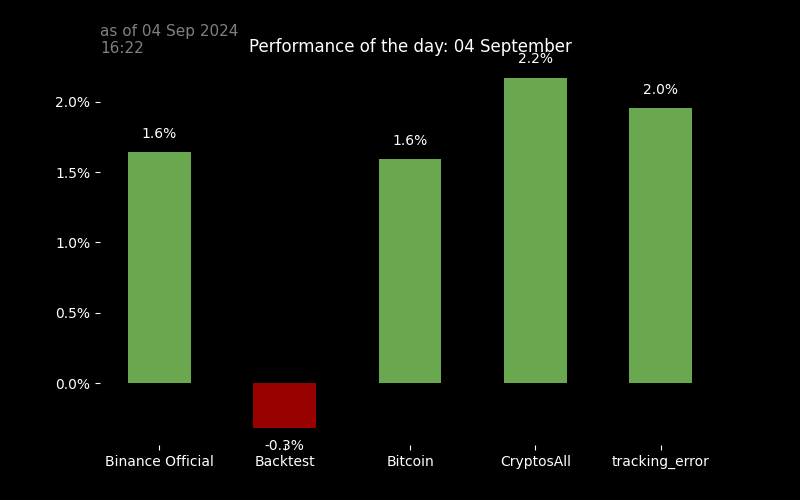 as of 04 Sep 2024
16:22
Performance of the day: 04 September
2.2%
2.0%
2.0%
1.6%
1.6%
1.5%
1.0%
0.5%
0.0%
-0.3%
Binance Official
Backtest
Bitcoin
CryptosAll
tracking_error